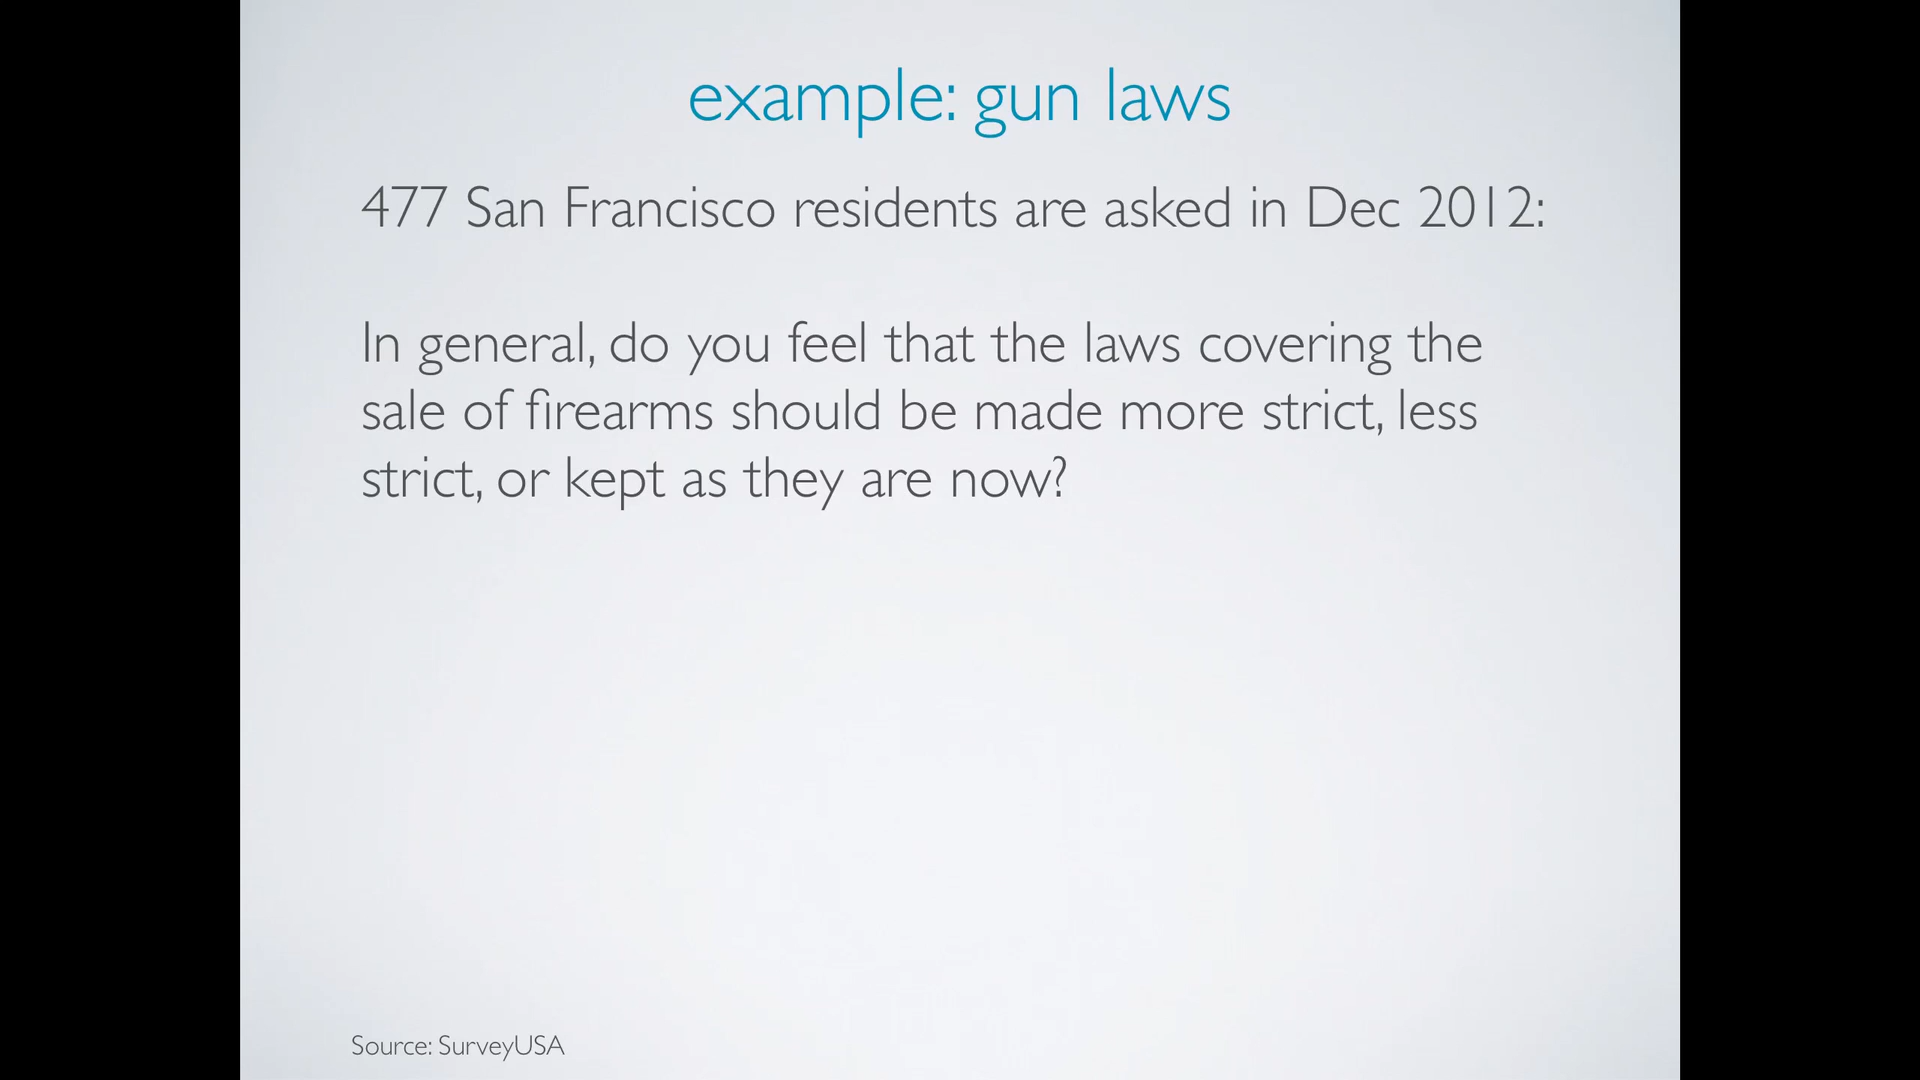 example: gun laws
477 San Francisco residents are asked in Dec 2012:
In general, do you feel that the laws covering the
sale of firearms should be made more strict, less
strict, or kept as they are now?
Source: SurveyUSA